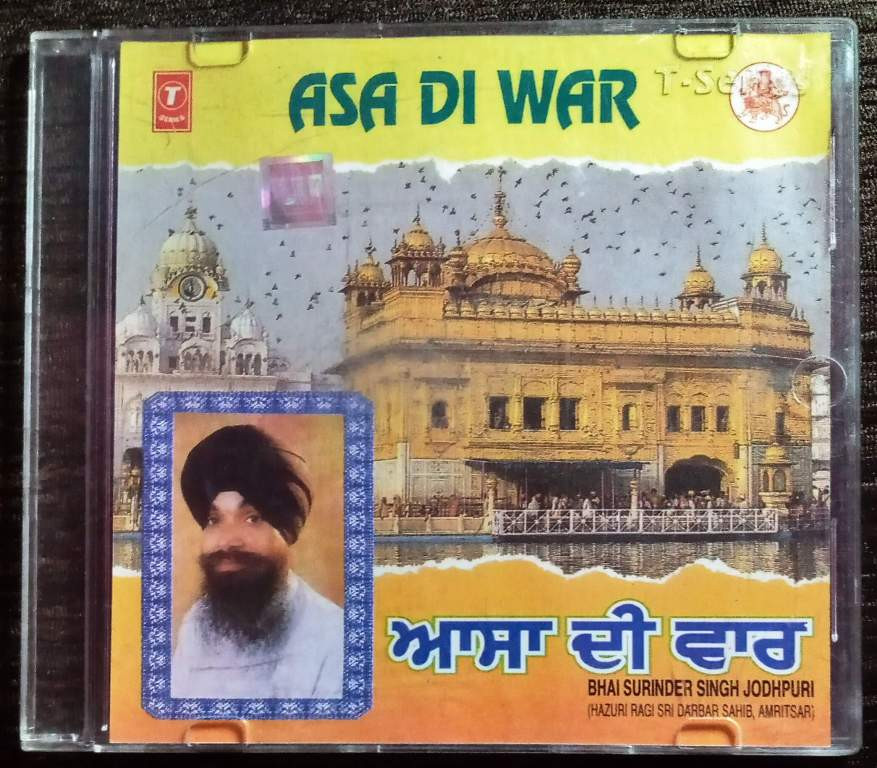 T
SERIES
ASA DI WAR
T-Series
ਆਸਾ ਦੀ ਵਾਰ
BHAI SURINDER SINGH JODHPURI
(HAZURI RAGI SRI DARBAR SAHIB, AMRITSAR)